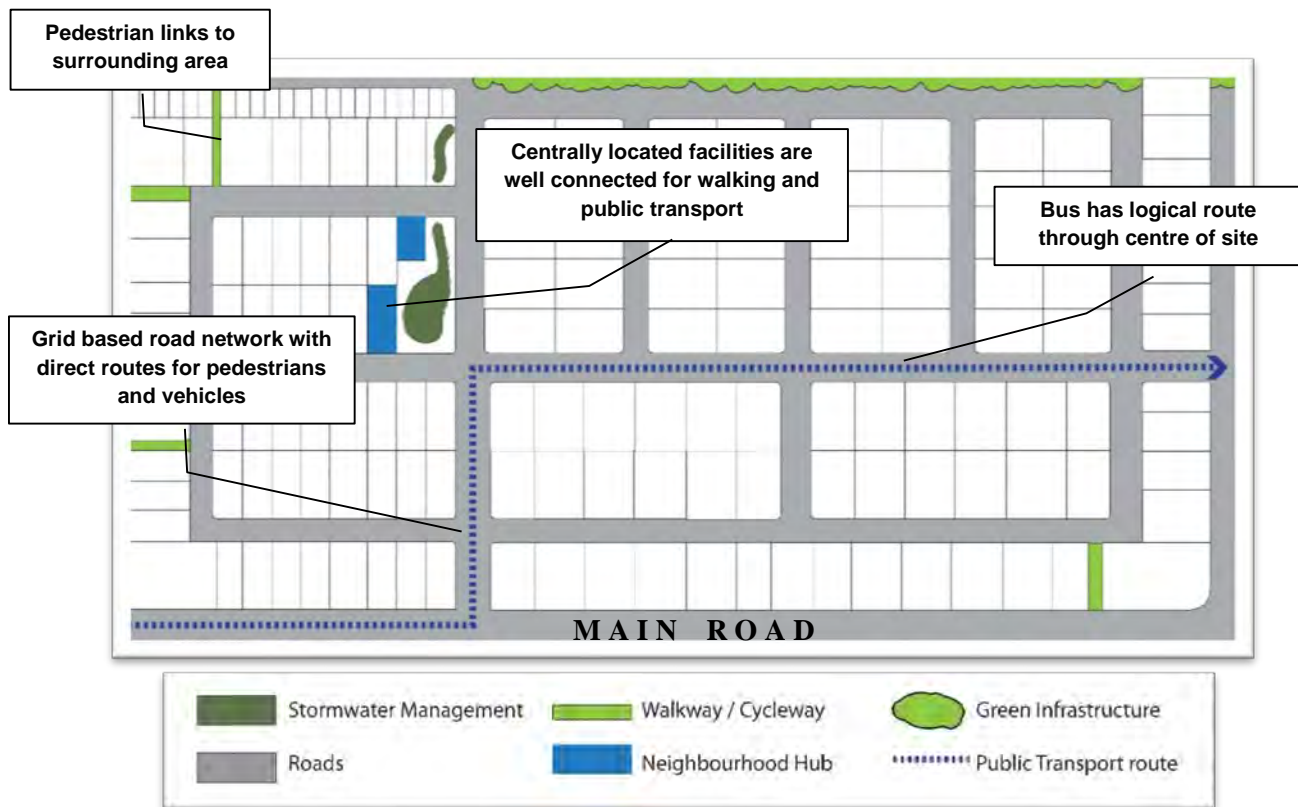 Pedestrian links to
surrounding area
Centrally located facilities are
well connected for walking and
public transport
Bus has logical route
through centre of site
Grid based road network with
direct routes for pedestrians
and vehicles
MAIN ROAD
Stormwater Management
Walkway / Cycleway
Green Infrastructure
Roads
Neighbourhood Hub
Public Transport route